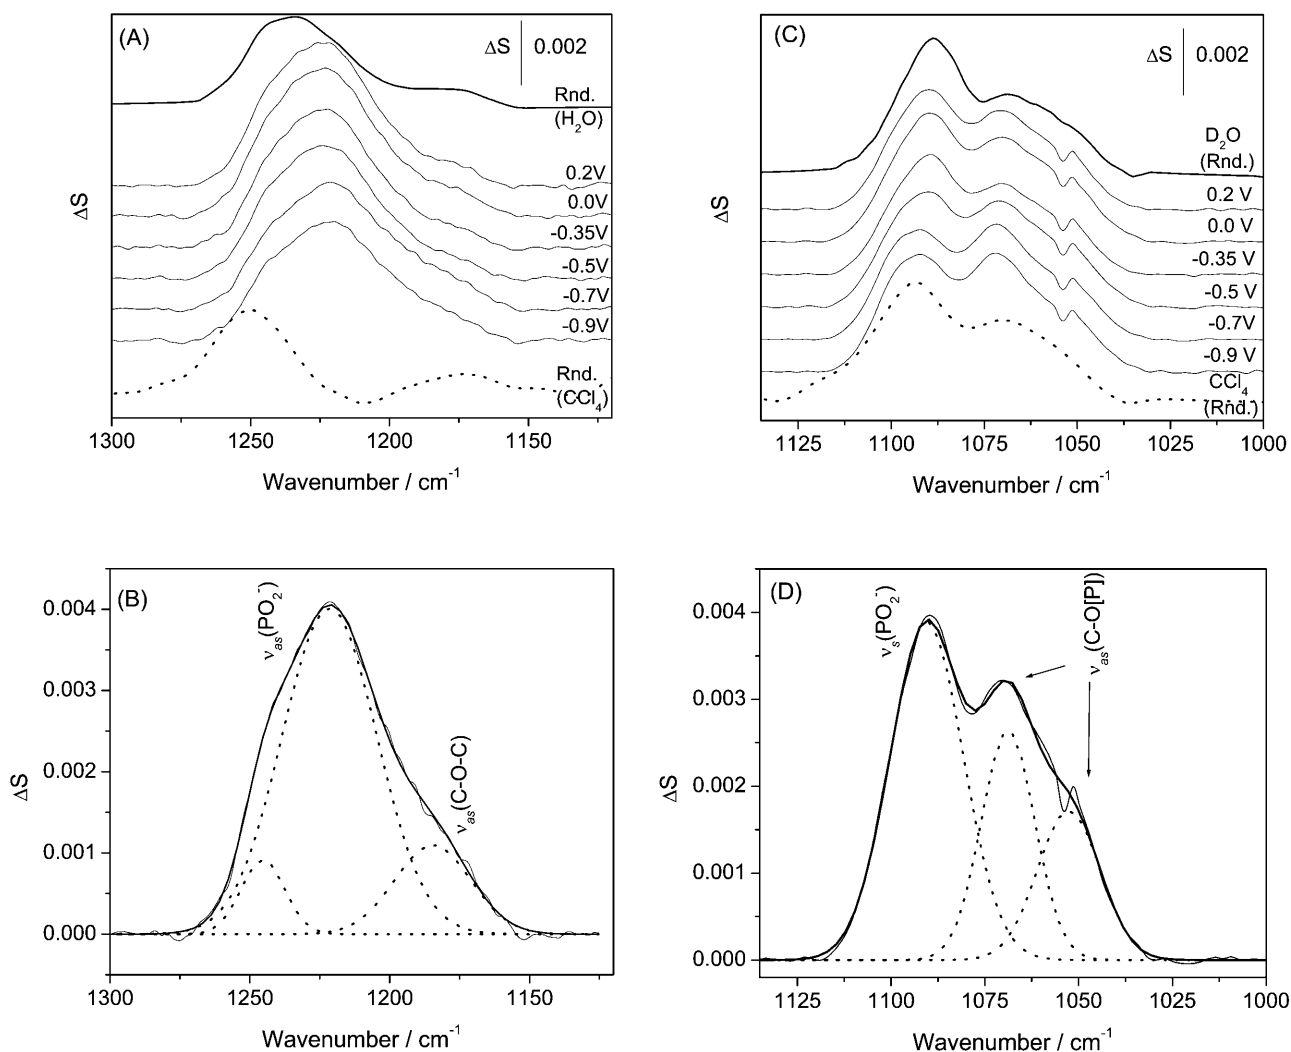 (A)
ΔS 0.002
Rnd.
(H₂O)
0.2V
0.0V
-0.35V
-0.5V
-0.7V
-0.9V
Rnd.
(CCl₄)
ΔS
1300 1250 1200 1150
Wavenumber / cm⁻¹
(C)
ΔS 0.002
D₂O
(Rnd.)
0.2 V
0.0 V
-0.35 V
-0.5 V
-0.7V
-0.9 V
CCl₄
(Rnd.)
ΔS
1125 1100 1075 1050 1025 1000
Wavenumber / cm⁻¹
(B)
νas(PO₂⁻)
νas(C-O-C)
0.004
0.003
0.002
0.001
0.000
ΔS
1300 1250 1200 1150
Wavenumber / cm⁻¹
(D)
νs(PO₂⁻)
νas(C-O[P])
0.004
0.003
0.002
0.001
0.000
ΔS
1125 1100 1075 1050 1025 1000
Wavenumber / cm⁻¹